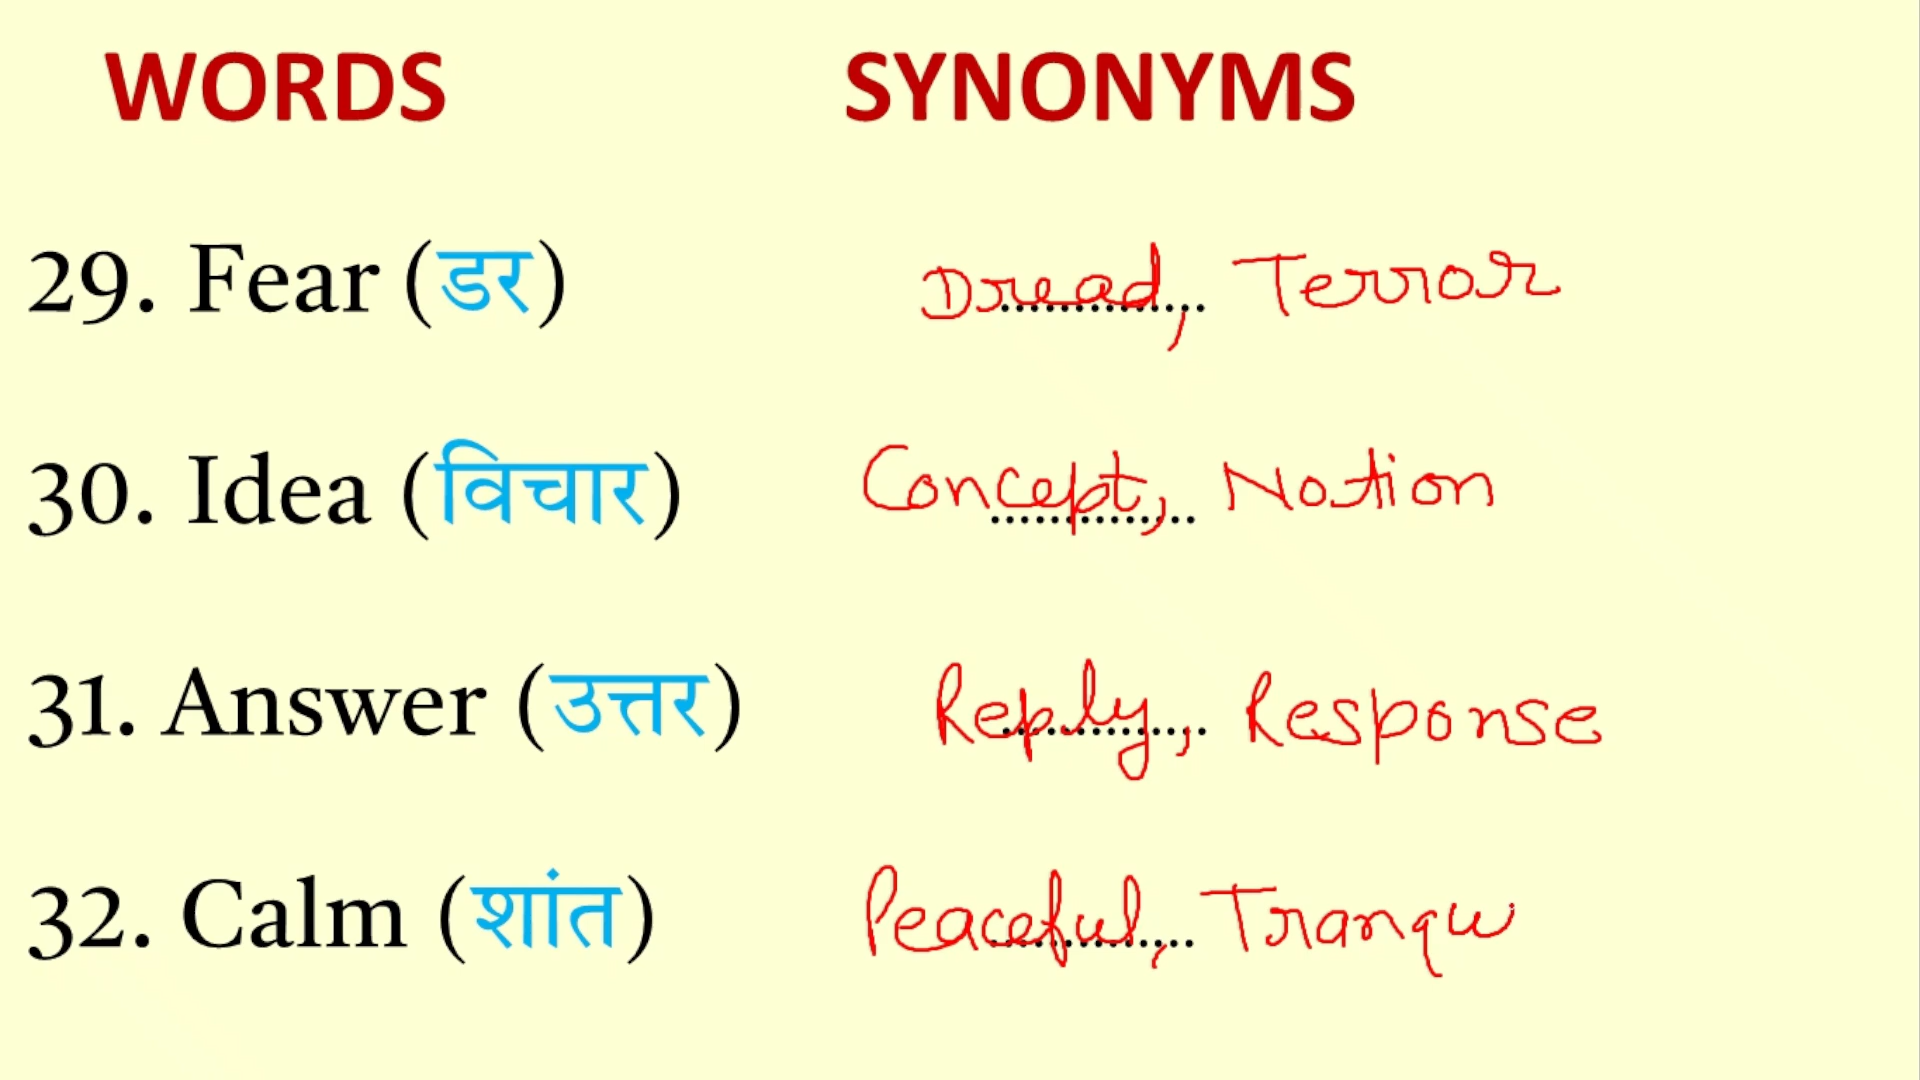 WORDS SYNONYMS
29. Fear (डर) ............... Dread, Terror
30. Idea (विचार) ............... Concept, Notion
31. Answer (उत्तर) ............... Reply, Response
32. Calm (शांत) ............... Peaceful, Tranqu